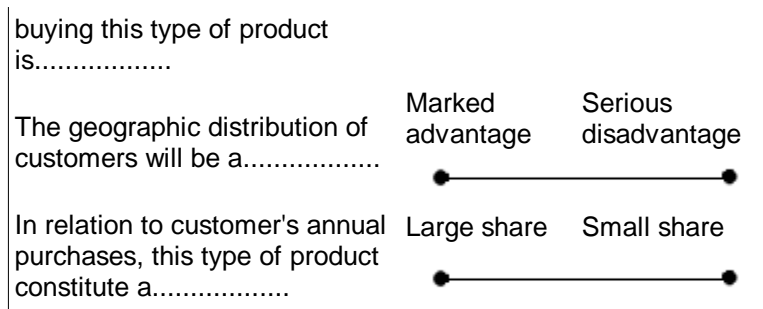 buying this type of product
is..................
The geographic distribution of
customers will be a..................
Marked
advantage
Serious
disadvantage
In relation to customer's annual
purchases, this type of product
constitute a..................
Large share
Small share